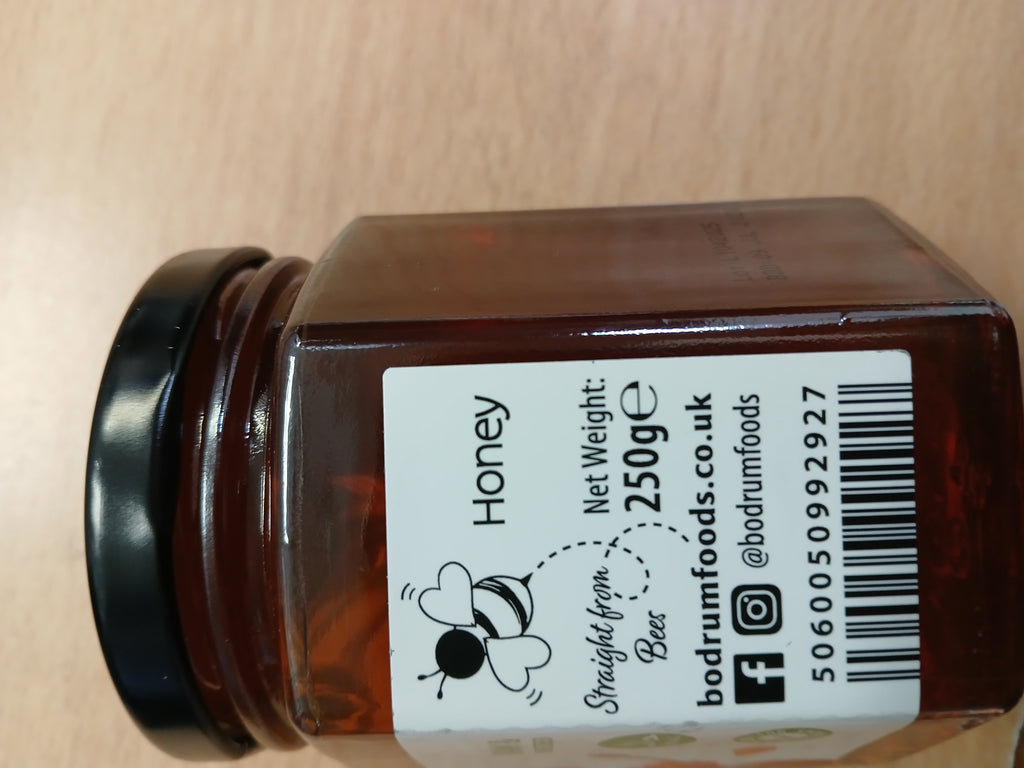 Honey
Straight from
Bees
Net Weight:
250g℮
bodrumfoods.co.uk
@bodrumfoods
5060050992927